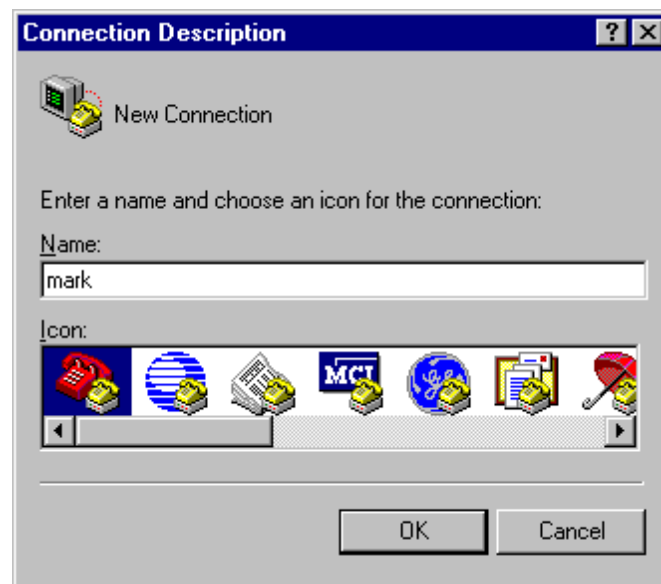 Connection Description
New Connection
Enter a name and choose an icon for the connection:
Name:
mark
Icon:
MCI
OK Cancel